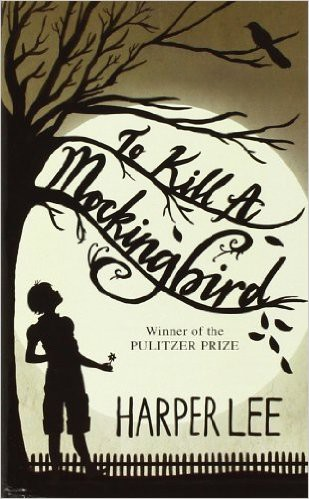 To Kill A
Mockingbird
Winner of the
PULITZER PRIZE
HARPER LEE